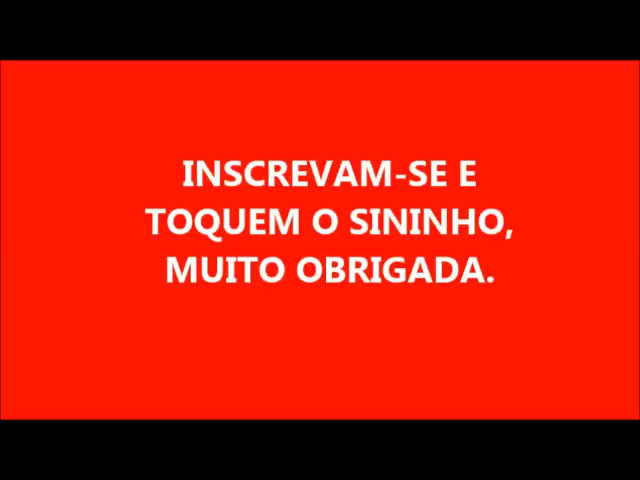 INSCREVAM-SE E
TOQUEM O SININHO,
MUITO OBRIGADA.